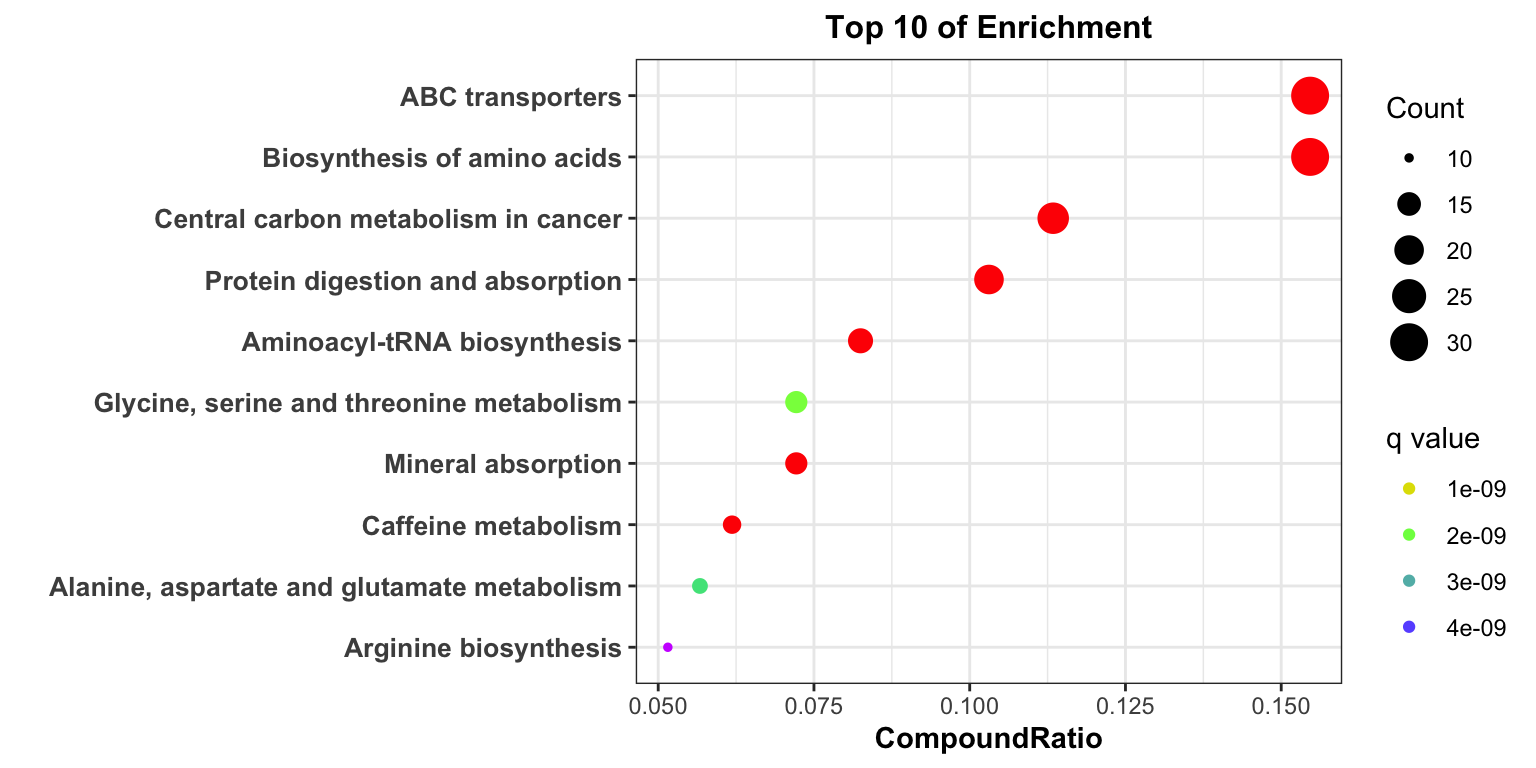 Top 10 of Enrichment
ABC transporters
Biosynthesis of amino acids
Central carbon metabolism in cancer
Protein digestion and absorption
Aminoacyl-tRNA biosynthesis
Glycine, serine and threonine metabolism
Mineral absorption
Caffeine metabolism
Alanine, aspartate and glutamate metabolism
Arginine biosynthesis
0.050 0.075 0.100 0.125 0.150
CompoundRatio
Count
10
15
20
25
30
q value
1e-09
2e-09
3e-09
4e-09